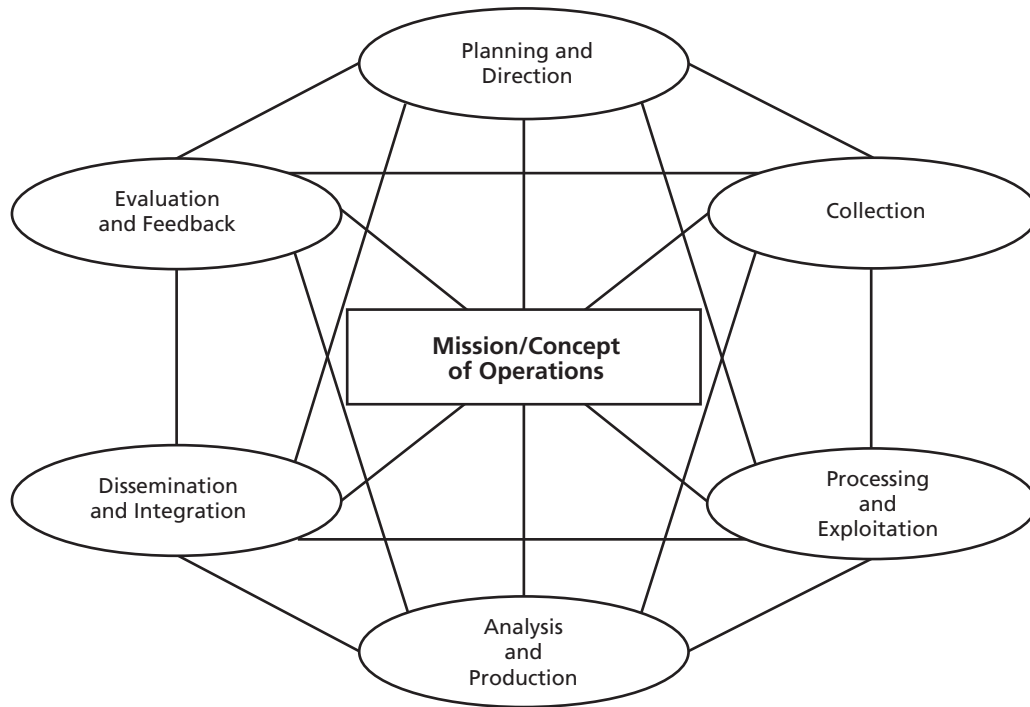 Planning and
Direction
Evaluation
and Feedback
Collection
Mission/Concept
of Operations
Dissemination
and Integration
Processing
and
Exploitation
Analysis
and
Production